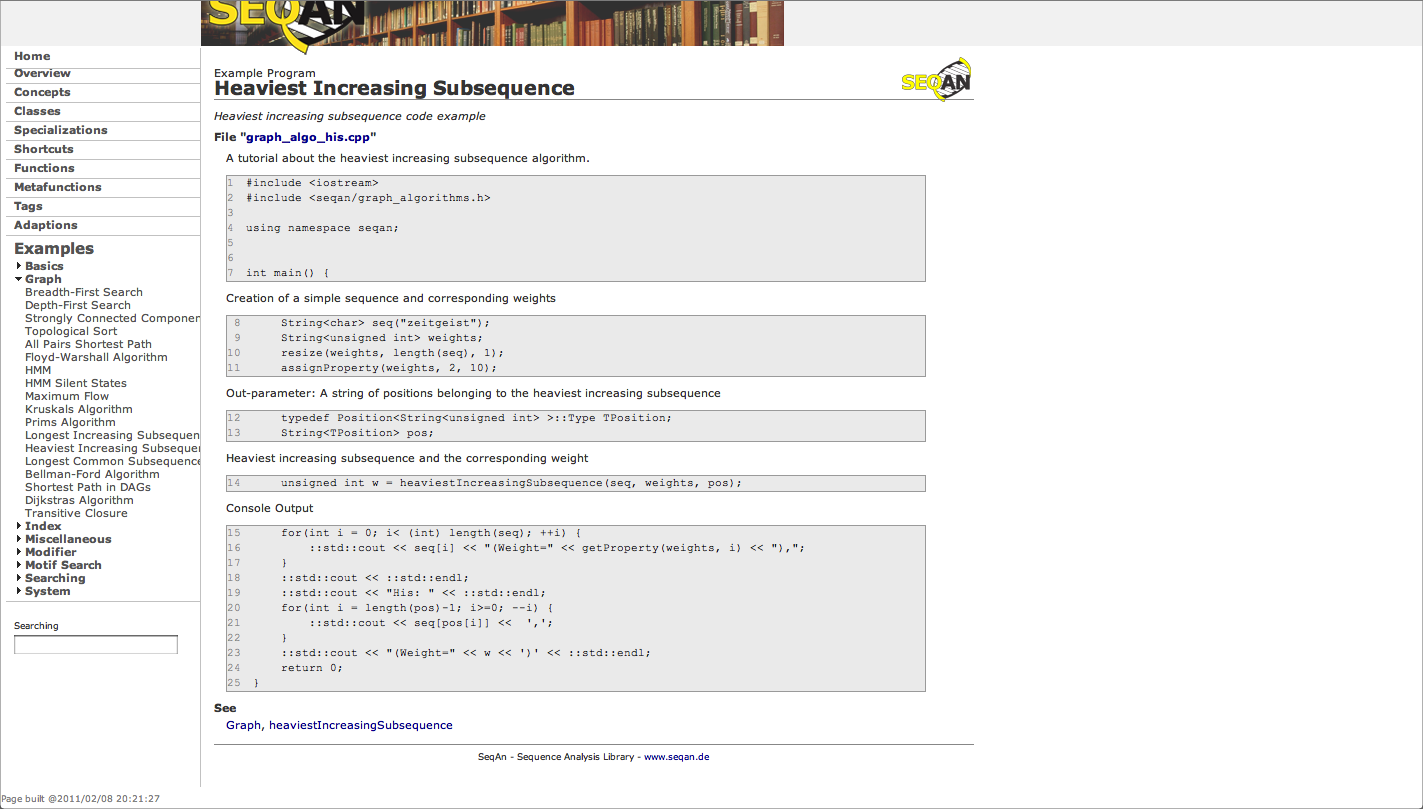 SEQAN
Home
Overview
Concepts
Classes
Specializations
Shortcuts
Functions
Metafunctions
Tags
Adaptions
Examples
Basics
Graph
Breadth-First Search
Depth-First Search
Strongly Connected Componen
Topological Sort
All Pairs Shortest Path
Floyd-Warshall Algorithm
HMM
HMM Silent States
Maximum Flow
Kruskals Algorithm
Prims Algorithm
Longest Increasing Subsequen
Heaviest Increasing Subseque
Longest Common Subsequence
Bellman-Ford Algorithm
Shortest Path in DAGs
Dijkstras Algorithm
Transitive Closure
Index
Miscellaneous
Modifier
Motif Search
Searching
System
Searching
Example Program
Heaviest Increasing Subsequence
SEQAN
Heaviest increasing subsequence code example
File "graph_algo_his.cpp"
A tutorial about the heaviest increasing subsequence algorithm.
1 #include <iostream>
2 #include <seqan/graph_algorithms.h>
3
4 using namespace seqan;
5
6
7 int main() {
Creation of a simple sequence and corresponding weights
8 String<char> seq("zeitgeist");
9 String<unsigned int> weights;
10 resize(weights, length(seq), 1);
11 assignProperty(weights, 2, 10);
Out-parameter: A string of positions belonging to the heaviest increasing subsequence
12 typedef Position<String<unsigned int> >::Type TPosition;
13 String<TPosition> pos;
Heaviest increasing subsequence and the corresponding weight
14 unsigned int w = heaviestIncreasingSubsequence(seq, weights, pos);
Console Output
15 for(int i = 0; i< (int) length(seq); ++i) {
16 ::std::cout << seq[i] << "(Weight=" << getProperty(weights, i) << "),";
17 }
18 ::std::cout << ::std::endl;
19 ::std::cout << "His: " << ::std::endl;
20 for(int i = length(pos)-1; i>=0; --i) {
21 ::std::cout << seq[pos[i]] << ',';
22 }
23 ::std::cout << "(Weight=" << w << ')' << ::std::endl;
24 return 0;
25 }
See
Graph, heaviestIncreasingSubsequence
SeqAn - Sequence Analysis Library - www.seqan.de
Page built @2011/02/08 20:21:27